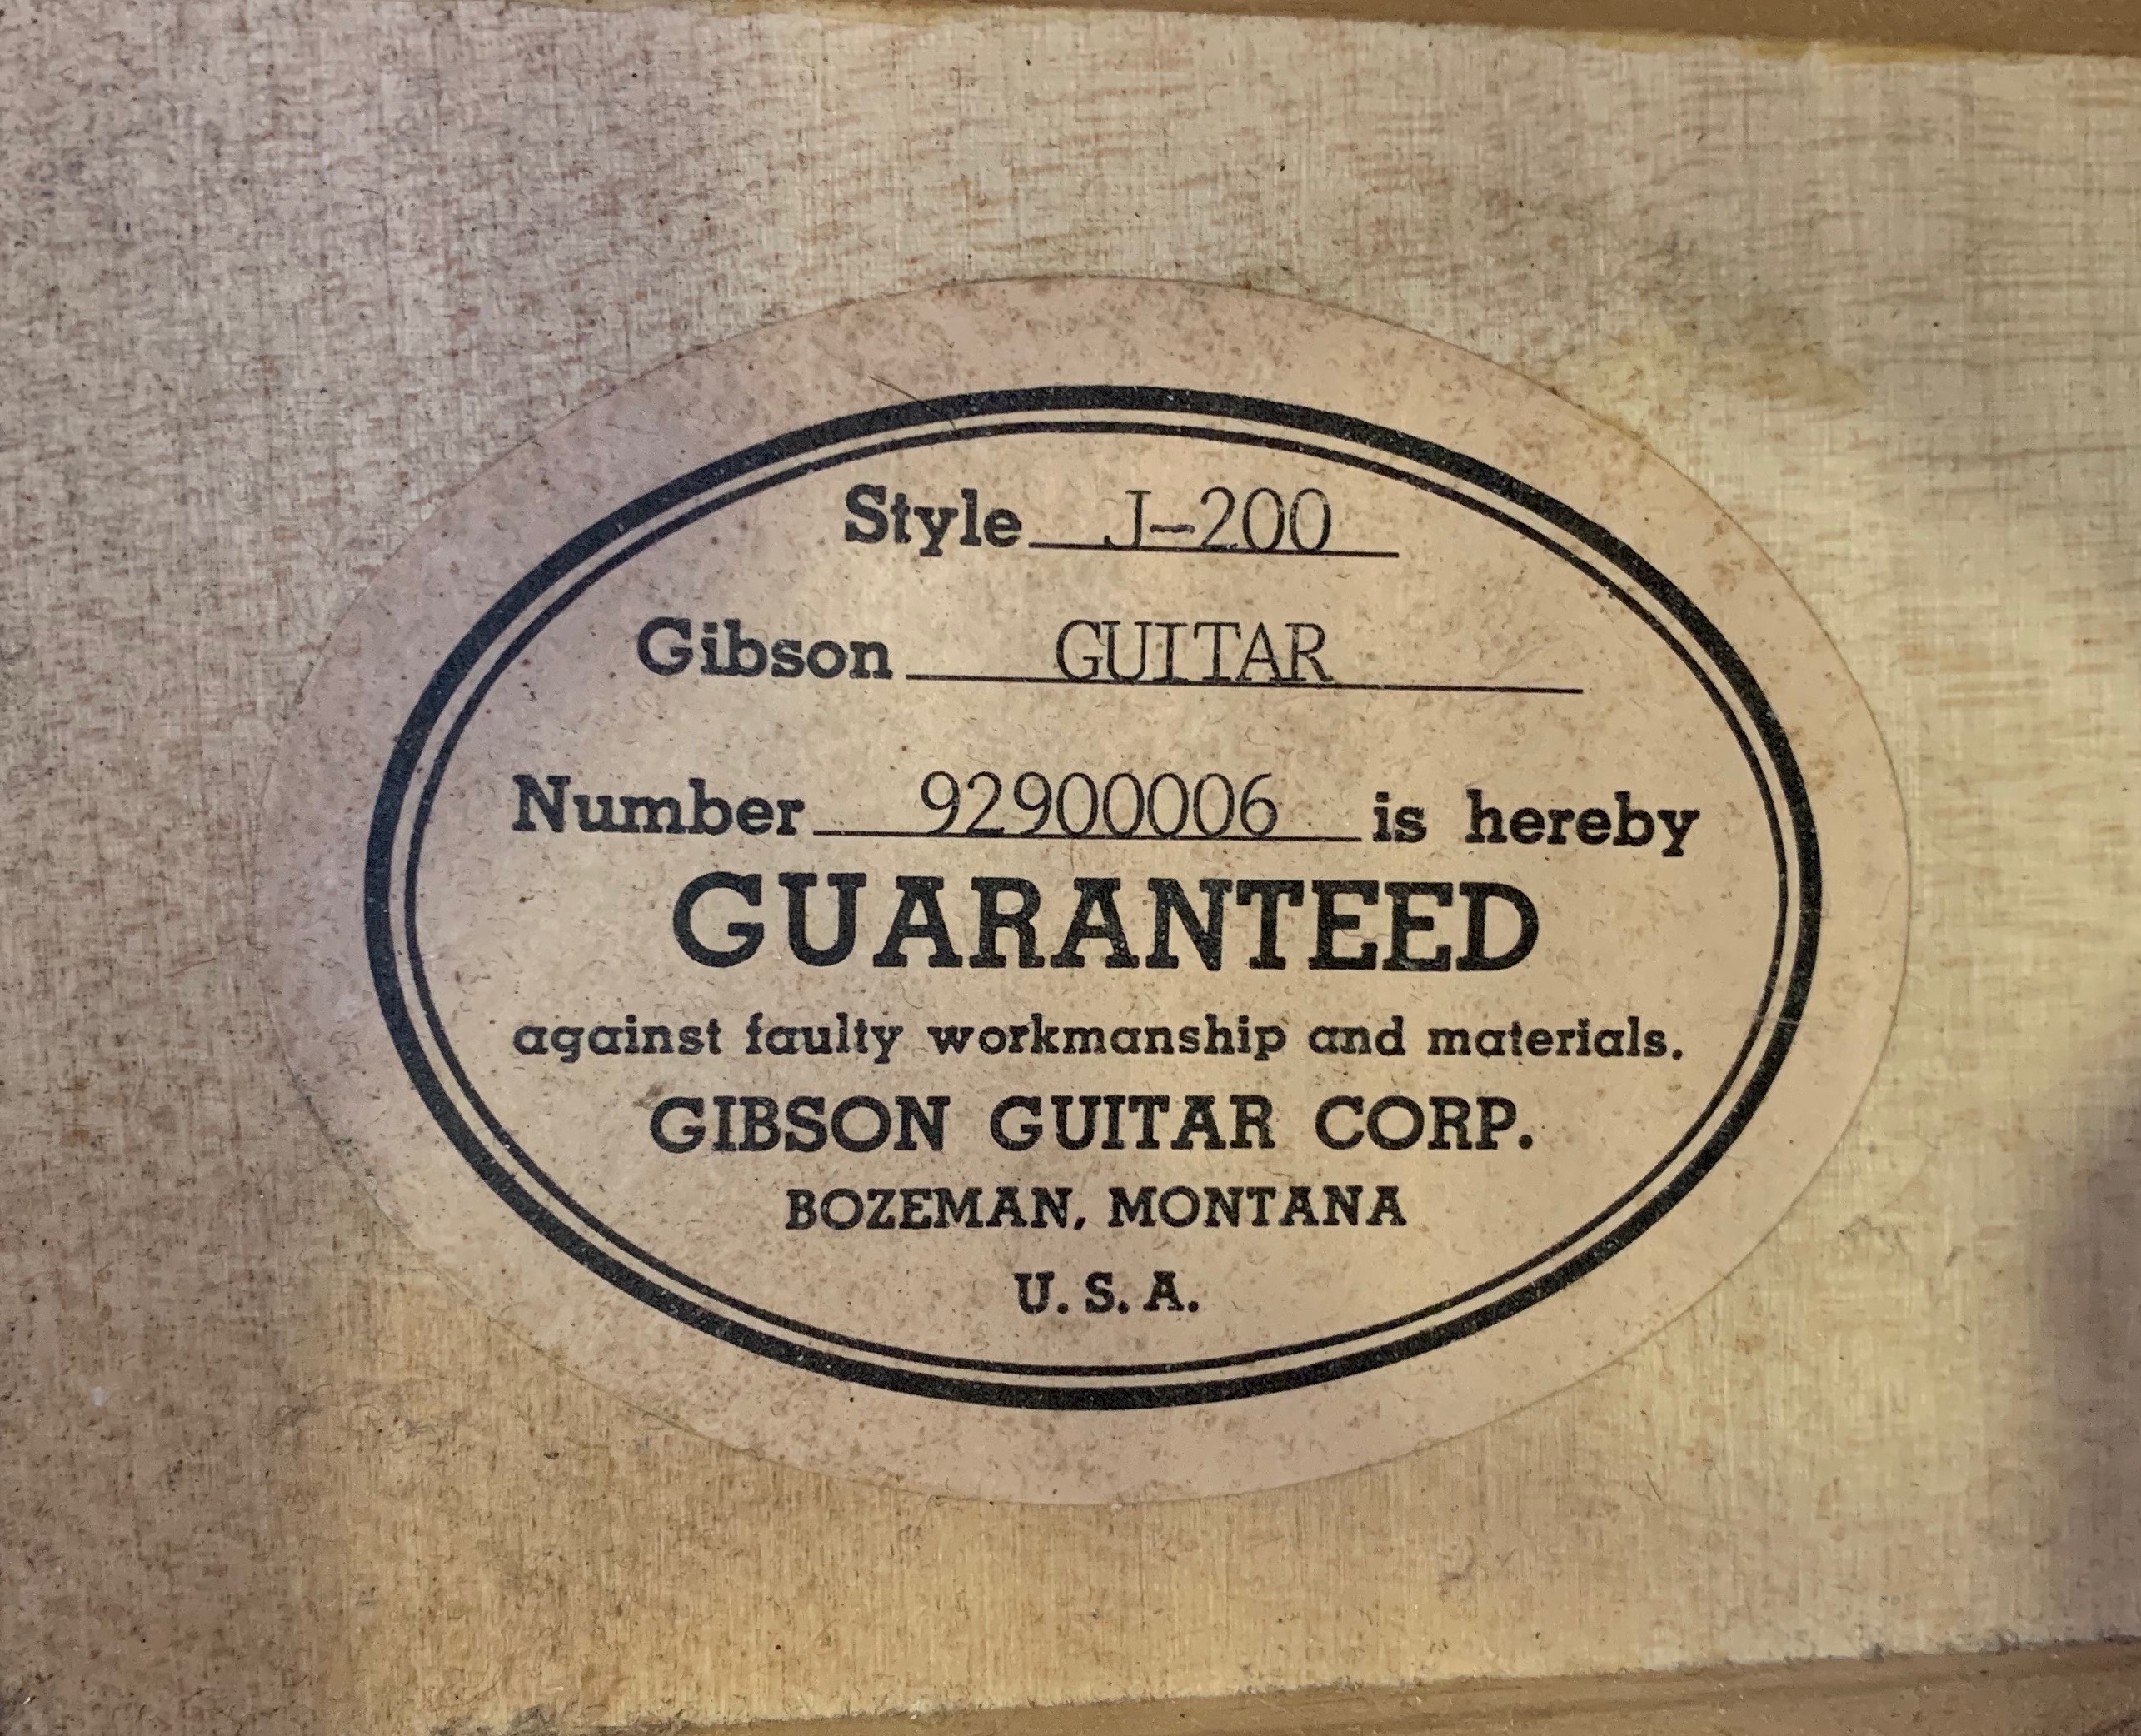 Style J-200
Gibson GUITAR
Number 92900006 is hereby
GUARANTEED
against faulty workmanship and materials.
GIBSON GUITAR CORP.
BOZEMAN, MONTANA
U. S. A.